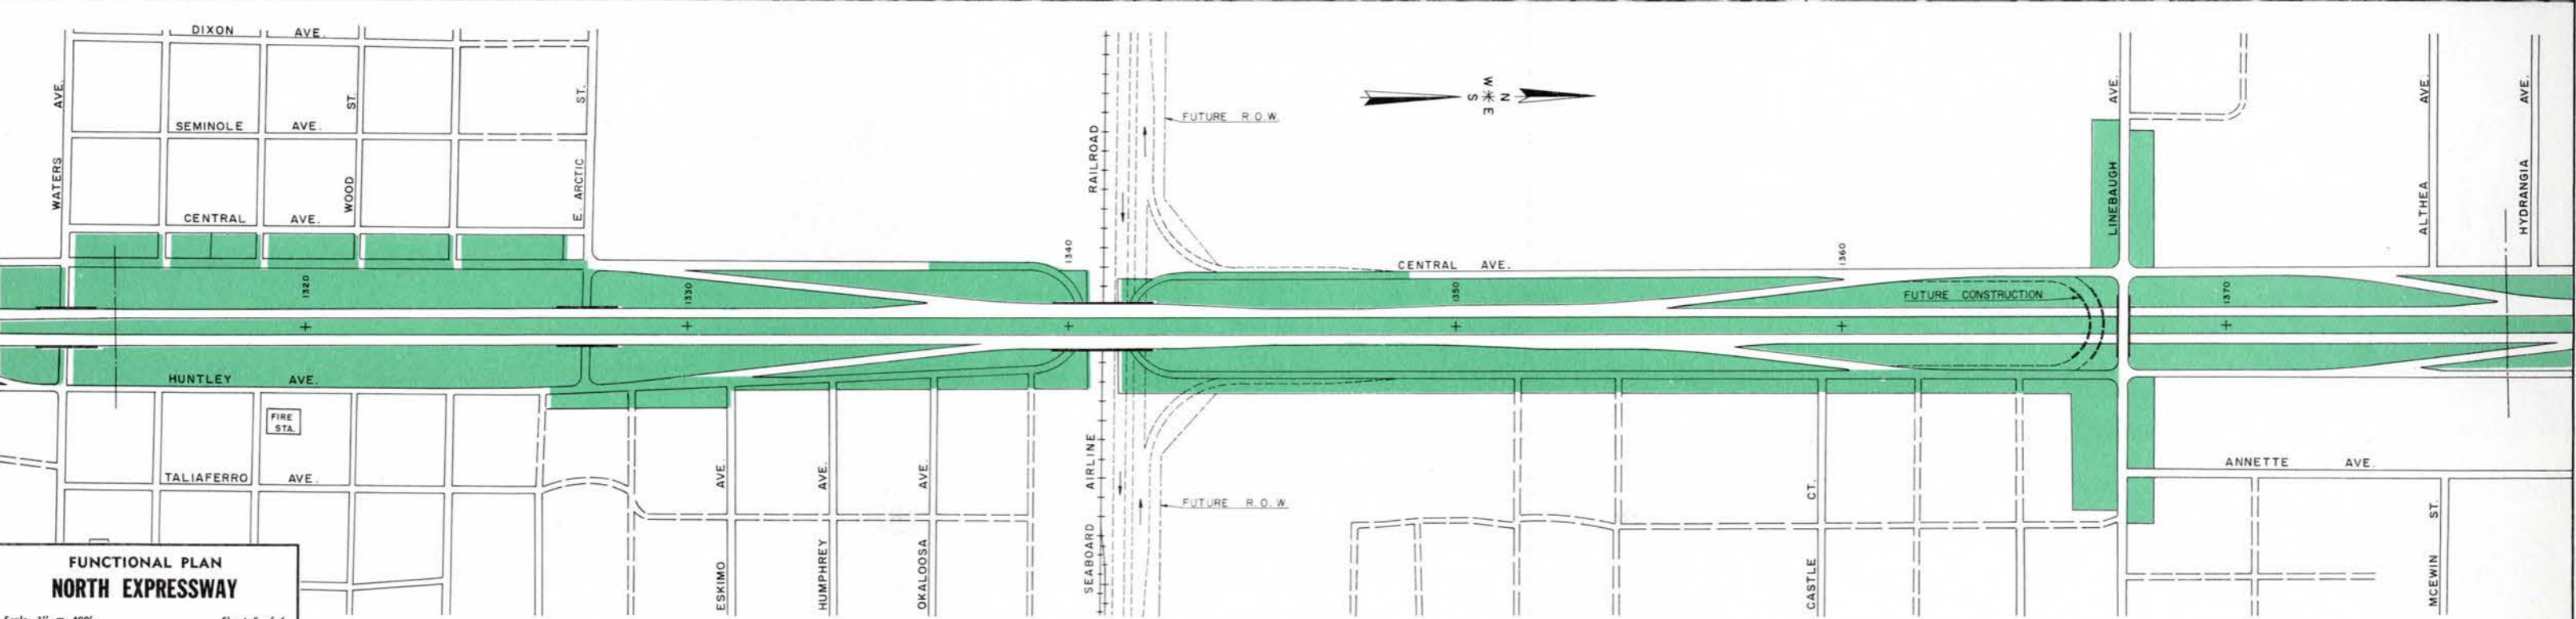 DIXON AVE.
WATERS AVE.
WOOD ST.
E. ARCTIC ST.
SEMINOLE AVE.
CENTRAL AVE.
1320
1330
1340
1350
1360
1370
HUNTLEY AVE.
FIRE
STA.
TALIAFERRO AVE.
ESKIMO AVE.
HUMPHREY AVE.
OKALOOSA AVE.
SEABOARD AIRLINE RAILROAD
FUTURE R.O.W.
FUTURE R.O.W.
W
S N
E
CENTRAL AVE.
FUTURE CONSTRUCTION
LINEBAUGH AVE.
ALTHEA AVE.
HYDRANGIA AVE.
CASTLE CT.
ANNETTE AVE.
MCEWIN ST.
FUNCTIONAL PLAN
NORTH EXPRESSWAY